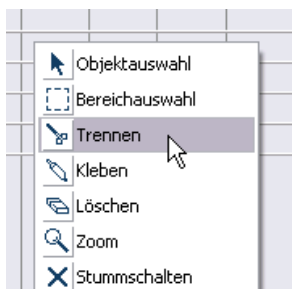 Objektauswahl
Bereichauswahl
Trennen
Kleben
Löschen
Zoom
Stummschalten